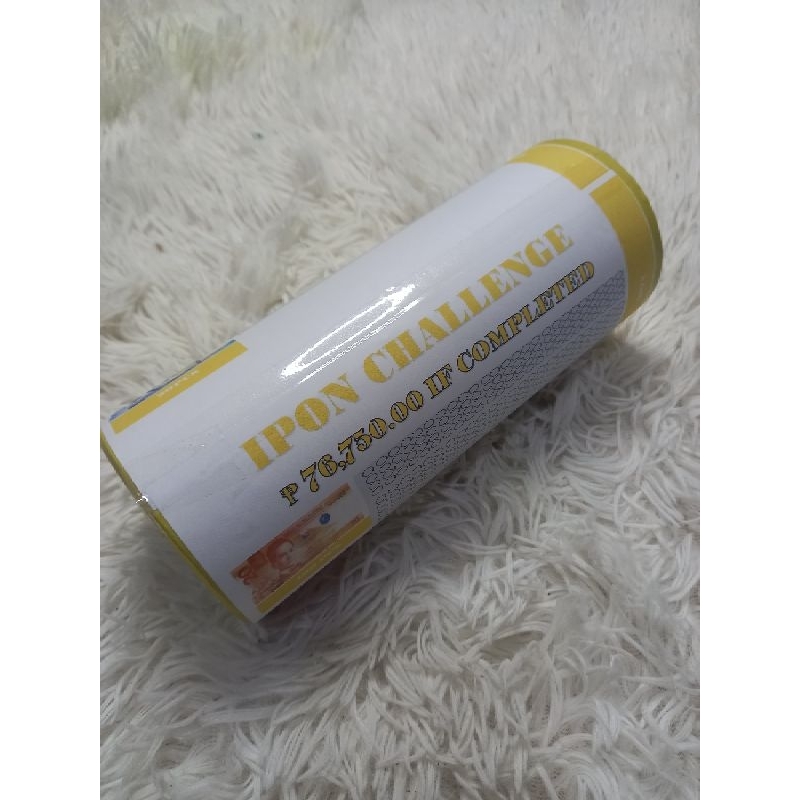 IPON CHALLENGE
₱ 76,750.00 IF COMPLETED